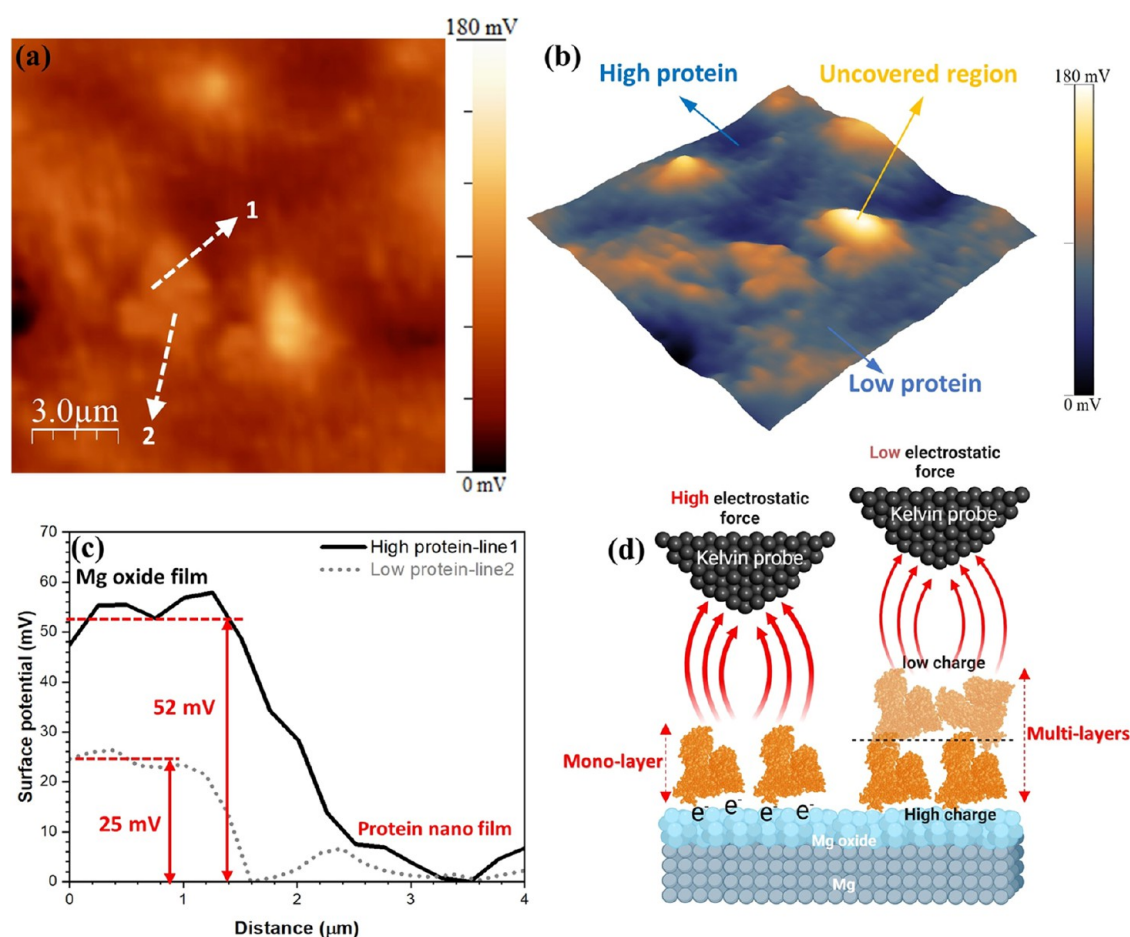 (a)
180 mV
1
2
3.0µm
0 mV
(b)
High protein
Uncovered region
180 mV
Low protein
0 mV
(c)
70
60
50
40
30
20
10
0
Surface potential (mV)
High protein-line1
Low protein-line2
Mg oxide film
52 mV
25 mV
Protein nano film
0
1
2
3
4
Distance (µm)
(d)
High electrostatic
force
Kelvin probe
Low electrostatic
force
Kelvin probe
low charge
Mono-layer
Multi-layers
e⁻ e⁻ e⁻ e⁻
High charge
Mg oxide
Mg